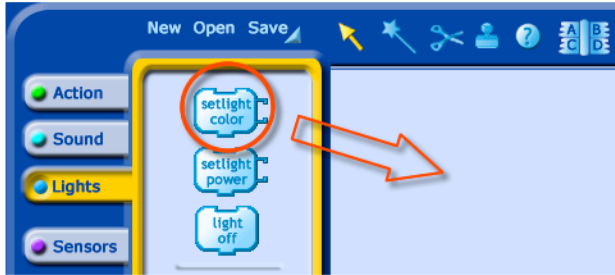 New Open Save
?
A B
C D
Action
Sound
Lights
Sensors
setlight
color
setlight
power
light
off